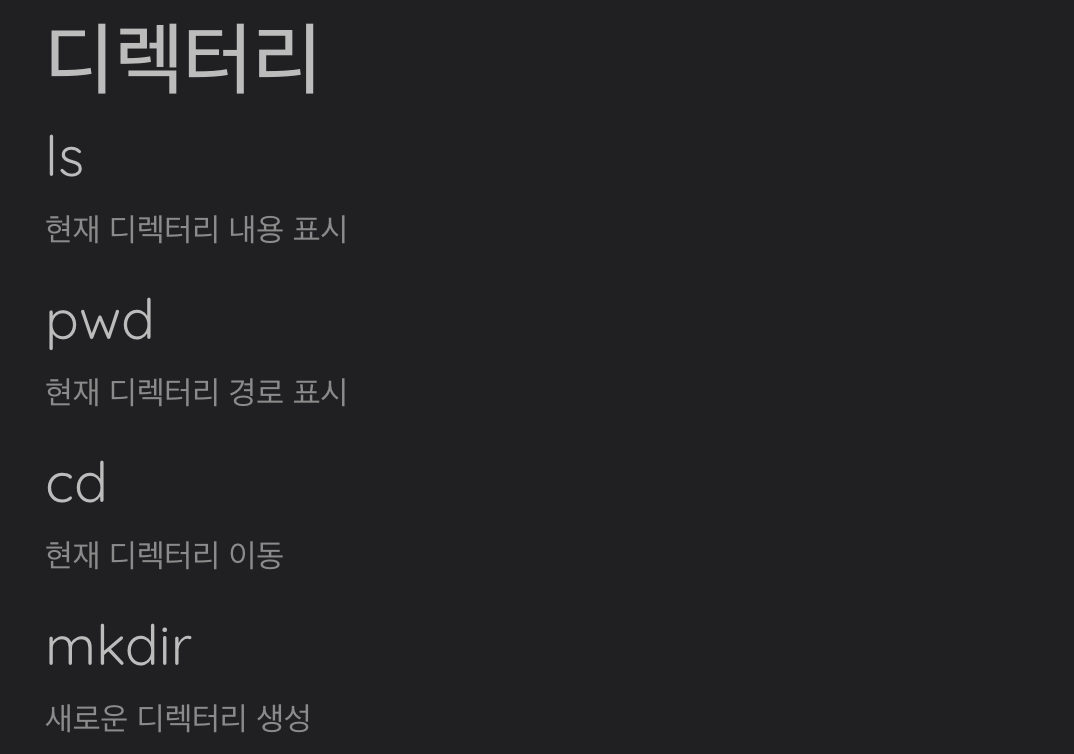 디렉터리
ls
현재 디렉터리 내용 표시
pwd
현재 디렉터리 경로 표시
cd
현재 디렉터리 이동
mkdir
새로운 디렉터리 생성